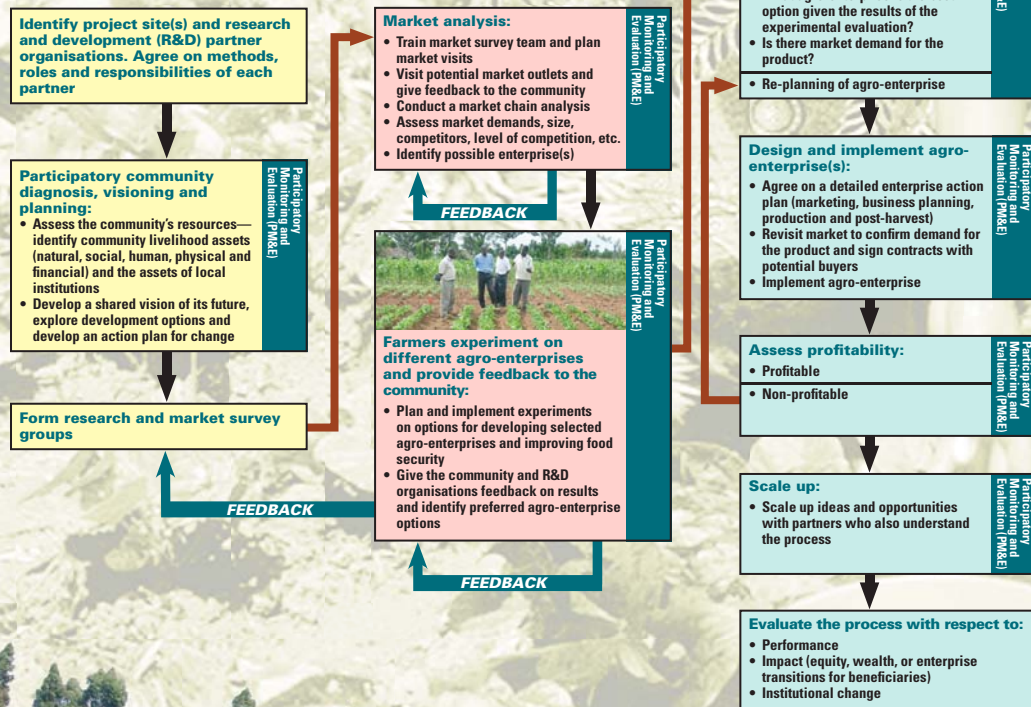 Identify project site(s) and research
and development (R&D) partner
organisations. Agree on methods,
roles and responsibilities of each
partner
Participatory community
diagnosis, visioning and
planning:
• Assess the community's resources—
identify community livelihood assets
(natural, social, human, physical and
financial) and the assets of local
institutions
• Develop a shared vision of its future,
explore development options and
develop an action plan for change
Participatory
Monitoring and
Evaluation (PM&E)
Form research and market survey
groups
FEEDBACK
Market analysis:
• Train market survey team and plan
market visits
• Visit potential market outlets and
give feedback to the community
• Conduct a market chain analysis
• Assess market demands, size,
competitors, level of competition, etc.
• Identify possible enterprise(s)
Participatory
Monitoring and
Evaluation (PM&E)
FEEDBACK
Farmers experiment on
different agro-enterprises
and provide feedback to the
community:
• Plan and implement experiments
on options for developing selected
agro-enterprises and improving food
security
• Give the community and R&D
organisations feedback on results
and identify preferred agro-enterprise
options
Participatory
Monitoring and
Evaluation (PM&E)
FEEDBACK
option given the results of the
experimental evaluation?
• Is there market demand for the
product?
• Re-planning of agro-enterprise
Design and implement agro-
enterprise(s):
• Agree on a detailed enterprise action
plan (marketing, business planning,
production and post-harvest)
• Revisit market to confirm demand for
the product and sign contracts with
potential buyers
• Implement agro-enterprise
Participatory
Monitoring and
Evaluation (PM&E)
Assess profitability:
• Profitable
• Non-profitable
Participatory
Monitoring and
Evaluation (PM&E)
Scale up:
• Scale up ideas and opportunities
with partners who also understand
the process
Participatory
Monitoring and
Evaluation (PM&E)
Evaluate the process with respect to:
• Performance
• Impact (equity, wealth, or enterprise
transitions for beneficiaries)
• Institutional change